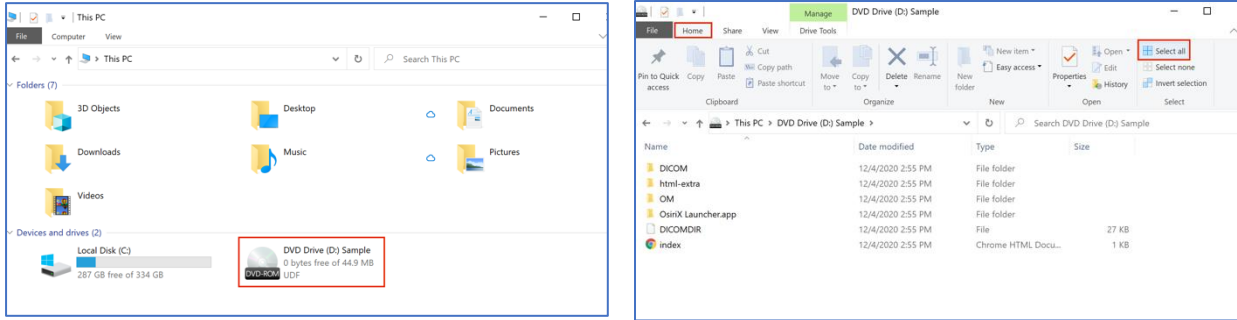 This PC
File Computer View
This PC
Search This PC
Folders (7)
3D Objects
Desktop
Documents
Downloads
Music
Pictures
Videos
Devices and drives (2)
Local Disk (C:)
287 GB free of 334 GB
DVD Drive (D:) Sample
0 bytes free of 44.9 MB
DVD-ROM UDF
Manage DVD Drive (D:) Sample
File Home Share View Drive Tools
Pin to Quick access
Copy
Paste
Cut
Copy path
Paste shortcut
Clipboard
Move to
Copy to
Delete
Rename
Organize
New folder
New item
Easy access
New
Properties
Open
Edit
History
Open
Select all
Select none
Invert selection
Select
This PC > DVD Drive (D:) Sample >
Search DVD Drive (D:) Sample
Name Date modified Type Size
DICOM 12/4/2020 2:55 PM File folder
html-extra 12/4/2020 2:55 PM File folder
OM 12/4/2020 2:55 PM File folder
OsiriX Launcher.app 12/4/2020 2:55 PM File folder
DICOMDIR 12/4/2020 2:55 PM File 27 KB
index 12/4/2020 2:55 PM Chrome HTML Docu... 1 KB